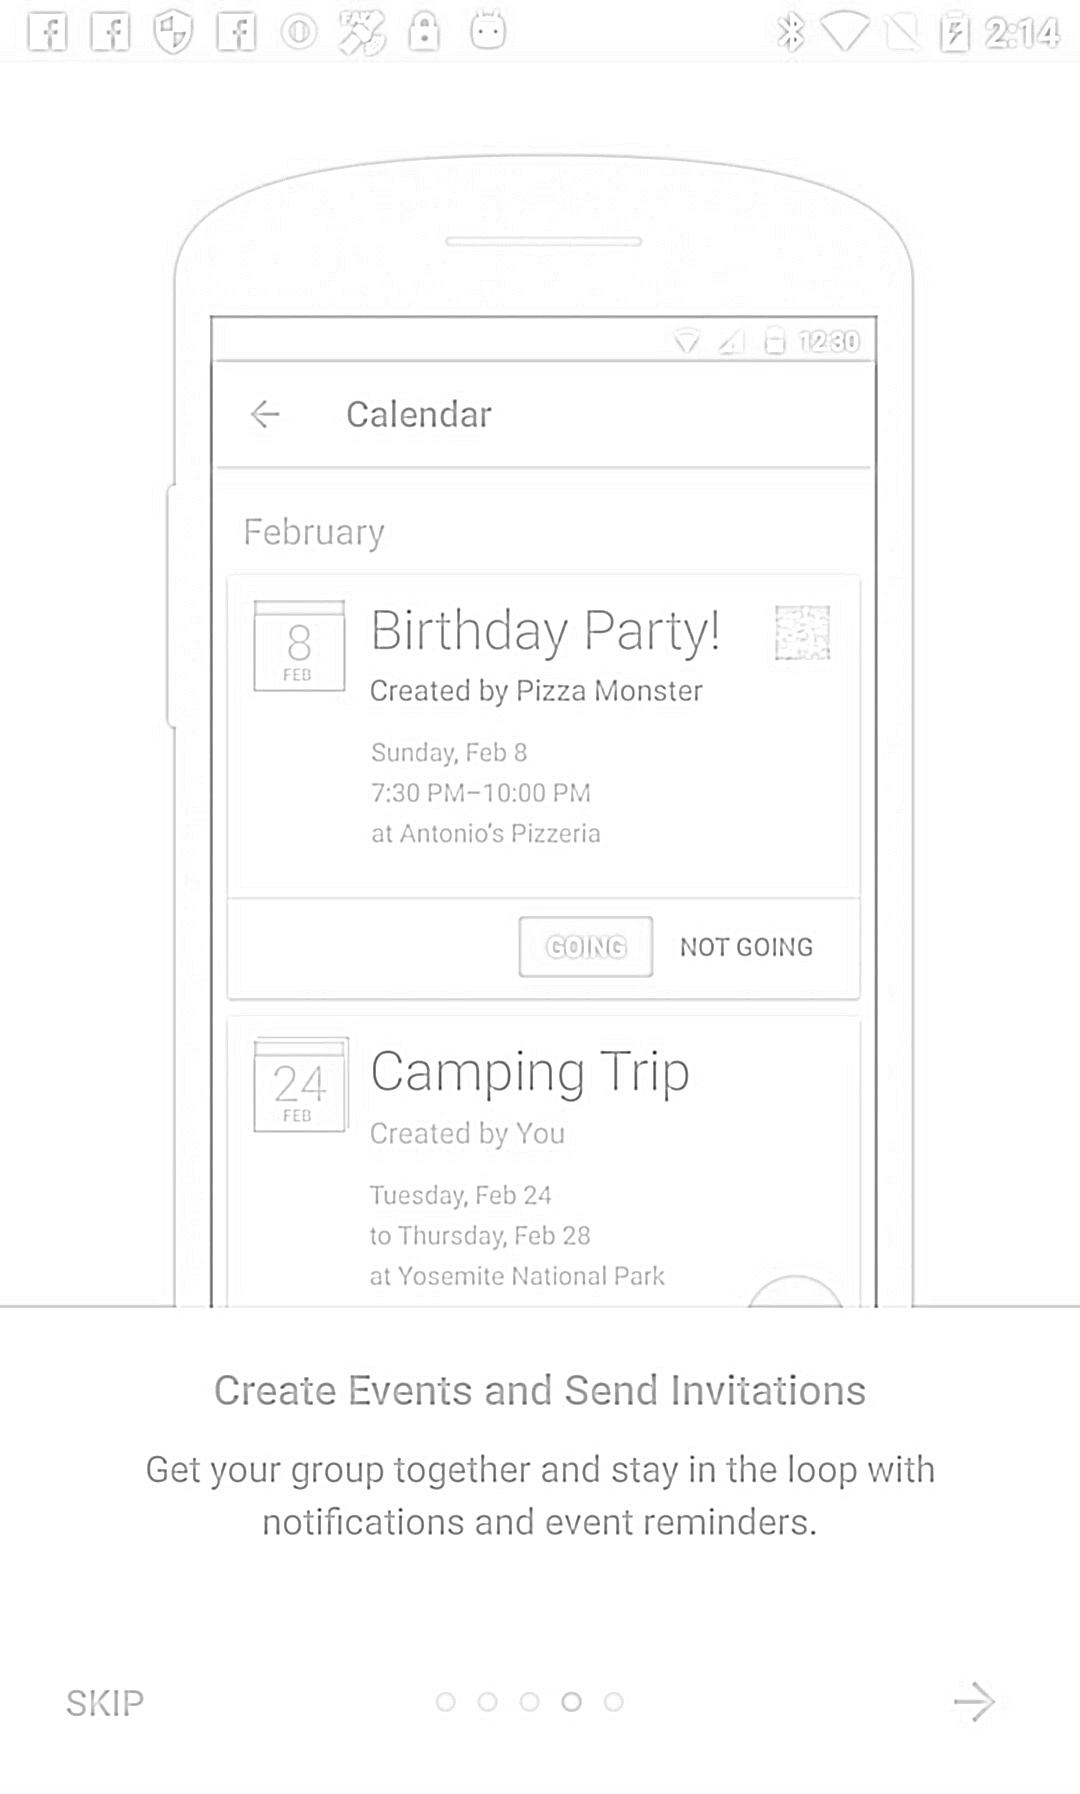 2:14
12:30
Calendar
February
8
FEB
Birthday Party!
Created by Pizza Monster
Sunday, Feb 8
7:30 PM–10:00 PM
at Antonio's Pizzeria
GOING
NOT GOING
24
FEB
Camping Trip
Created by You
Tuesday, Feb 24
to Thursday, Feb 28
at Yosemite National Park
Create Events and Send Invitations
Get your group together and stay in the loop with
notifications and event reminders.
SKIP